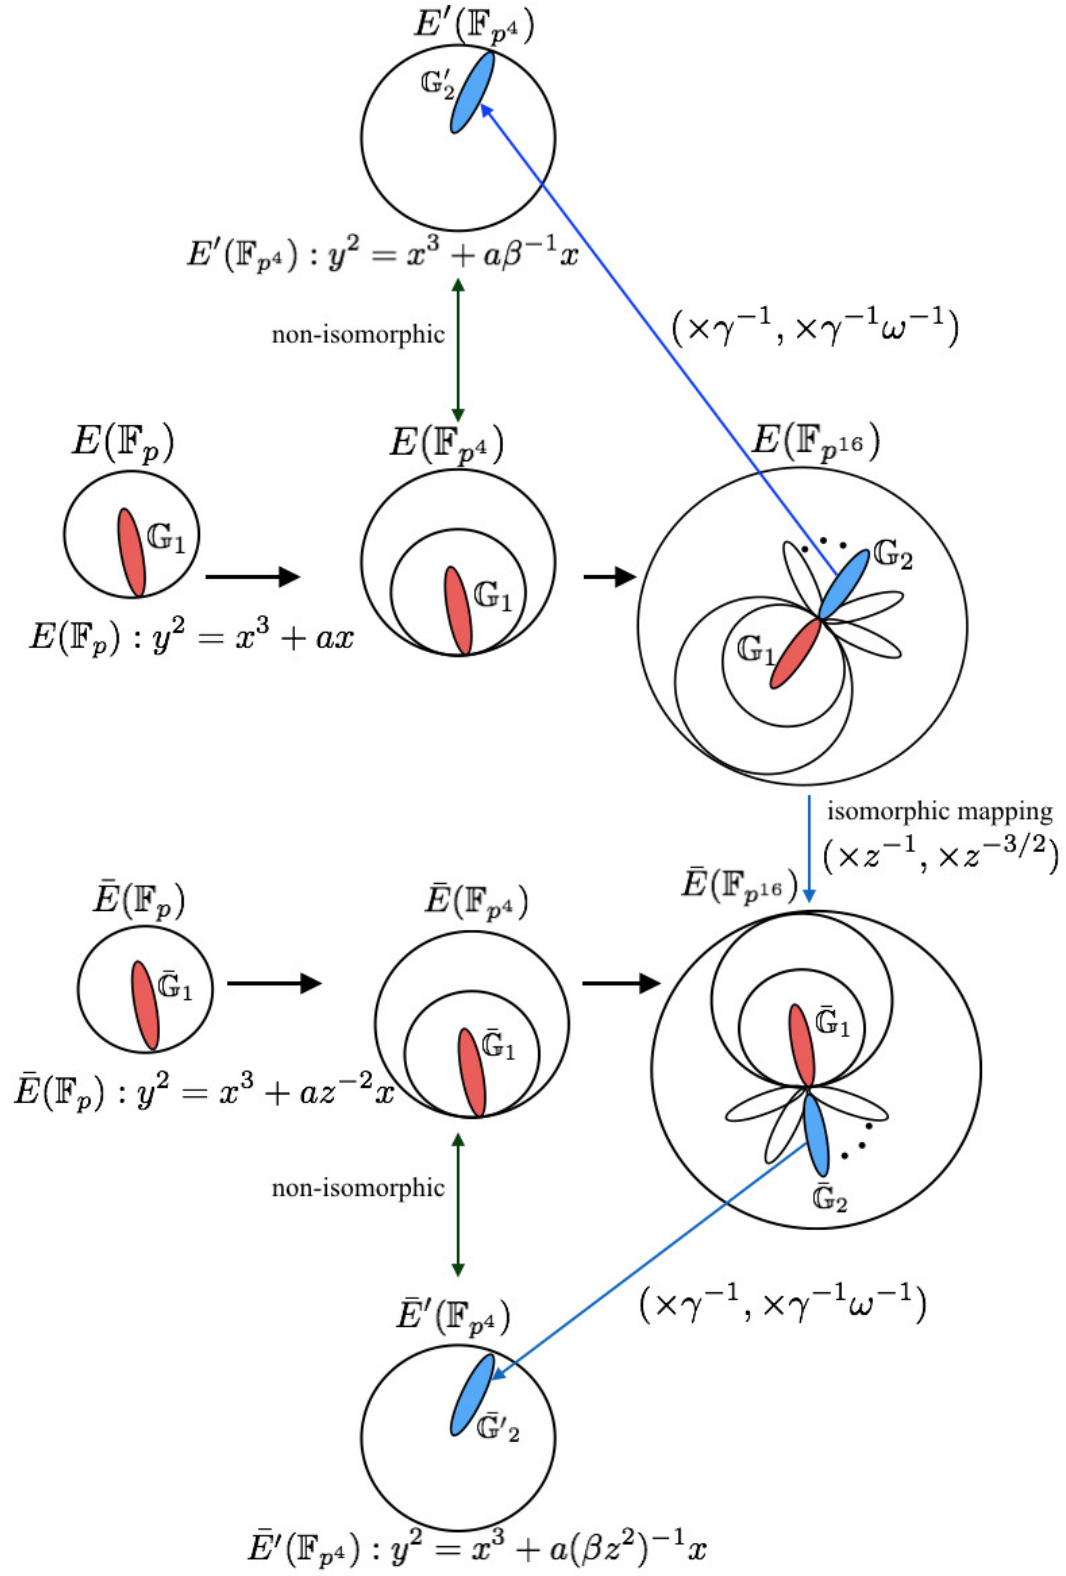 E′(𝔽_{p^4})
𝔾′_2
E′(𝔽_{p^4}) : y^2 = x^3 + aβ^{−1}x
non-isomorphic
(×γ^{−1}, ×γ^{−1}ω^{−1})
E(𝔽_p)
E(𝔽_{p^4})
E(𝔽_{p^{16}})
𝔾_1
𝔾_1
𝔾_2
𝔾_1
E(𝔽_p) : y^2 = x^3 + ax
isomorphic mapping
(×z^{−1}, ×z^{−3/2})
Ē(𝔽_p)
Ē(𝔽_{p^4})
Ē(𝔽_{p^{16}})
𝔾̄_1
𝔾̄_1
𝔾̄_1
Ē(𝔽_p) : y^2 = x^3 + az^{−2}x
non-isomorphic
𝔾̄_2
(×γ^{−1}, ×γ^{−1}ω^{−1})
Ē′(𝔽_{p^4})
𝔾̄′_2
Ē′(𝔽_{p^4}) : y^2 = x^3 + a(βz^2)^{−1}x